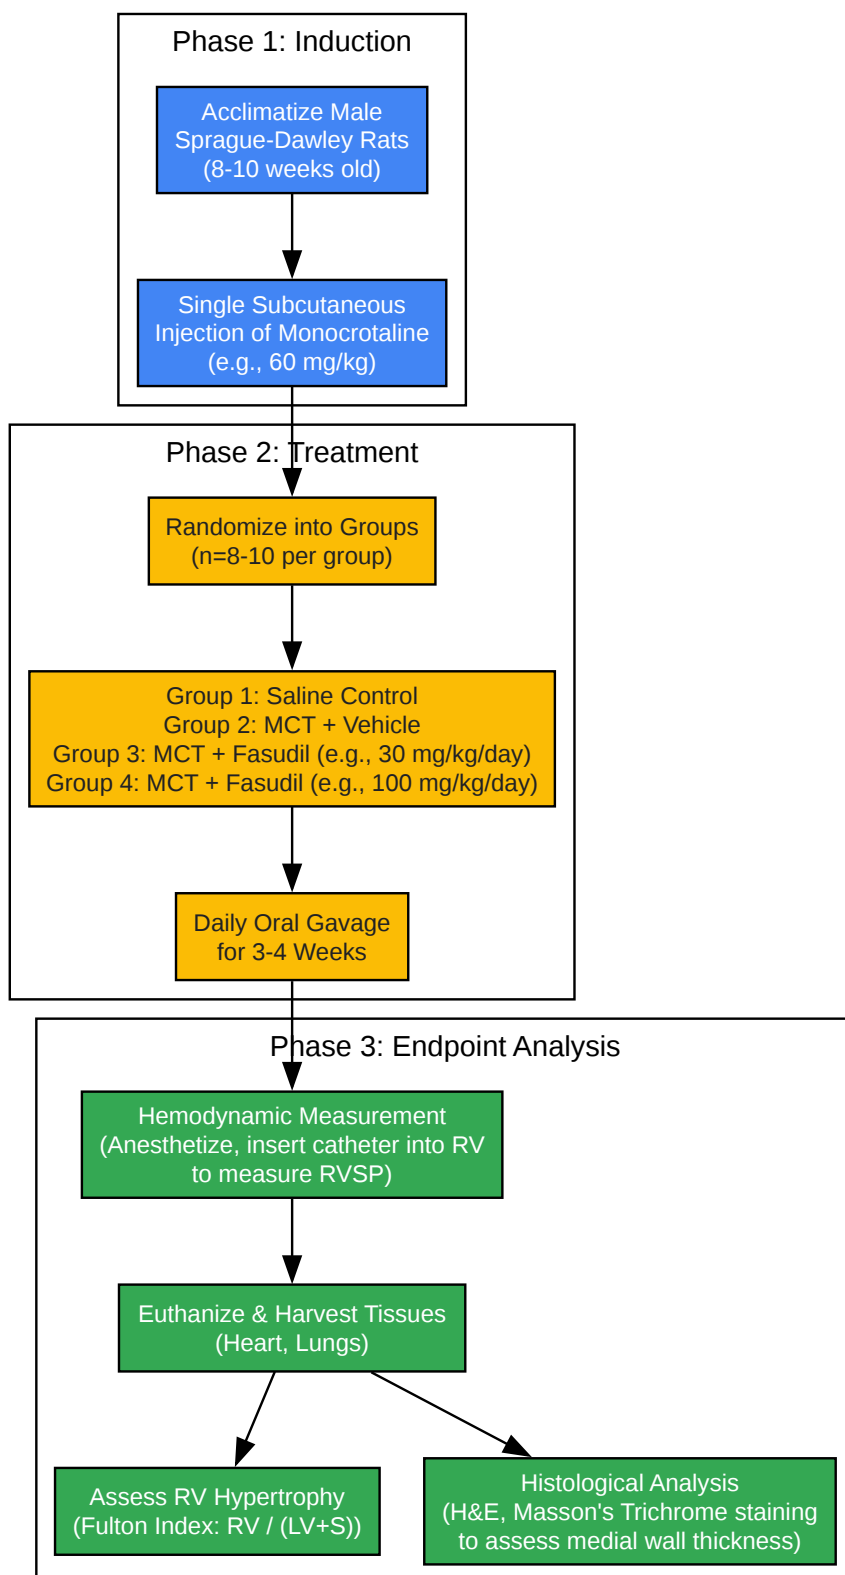 Phase 1: Induction
Acclimatize Male
Sprague-Dawley Rats
(8-10 weeks old)
Single Subcutaneous
Injection of Monocrotaline
(e.g., 60 mg/kg)
Phase 2: Treatment
Randomize into Groups
(n=8-10 per group)
Group 1: Saline Control
Group 2: MCT + Vehicle
Group 3: MCT + Fasudil (e.g., 30 mg/kg/day)
Group 4: MCT + Fasudil (e.g., 100 mg/kg/day)
Daily Oral Gavage
for 3-4 Weeks
Phase 3: Endpoint Analysis
Hemodynamic Measurement
(Anesthetize, insert catheter into RV
to measure RVSP)
Euthanize & Harvest Tissues
(Heart, Lungs)
Assess RV Hypertrophy
(Fulton Index: RV / (LV+S))
Histological Analysis
(H&E, Masson's Trichrome staining
to assess medial wall thickness)